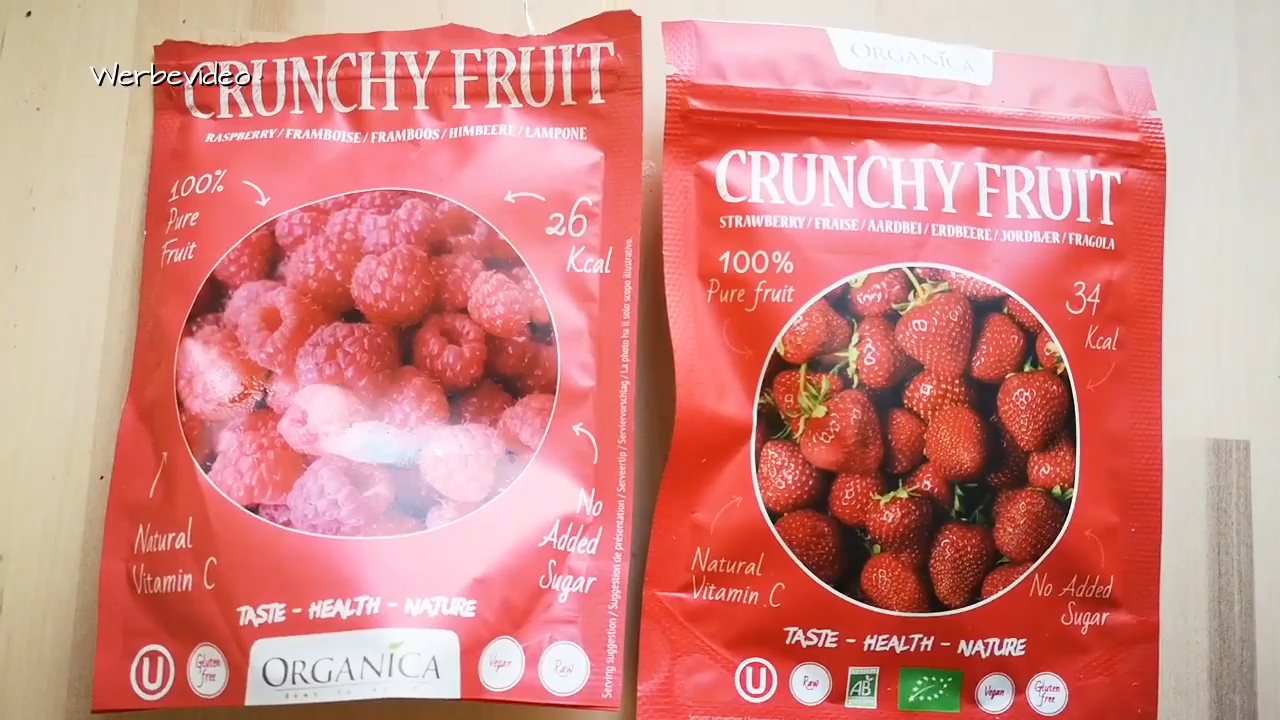 Werbevideo
CRUNCHY FRUIT
RASPBERRY / FRAMBOISE / FRAMBOOS / HIMBEERE / LAMPONE
100%
Pure
Fruit
26
Kcal
Natural
Vitamin C
No
Added
Sugar
Serving suggestion / Suggestion de présentation / Serveertip / Serviervorschlag / La photo ha il solo scopo illustrativo.
TASTE - HEALTH - NATURE
U
Gluten
free
ORGANICA
Vegan
Raw
ORGANICA
CRUNCHY FRUIT
STRAWBERRY / FRAISE / AARDBEI / ERDBEERE / JORDBÆR / FRAGOLA
100%
Pure fruit
34
Kcal
Natural
Vitamin C
No Added
Sugar
TASTE - HEALTH - NATURE
U
Raw
AB
Vegan
Gluten
free